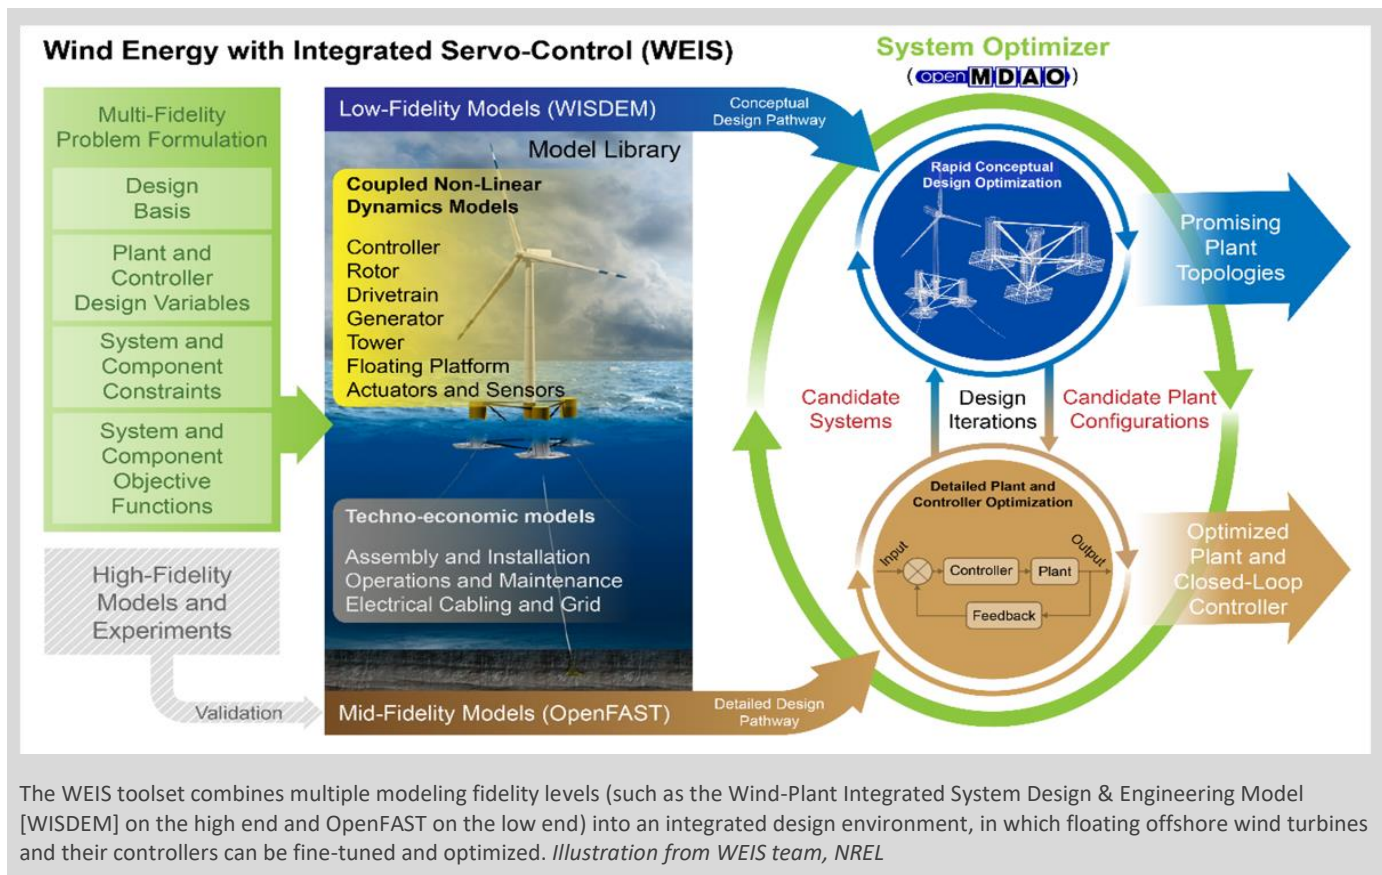 Wind Energy with Integrated Servo-Control (WEIS)
System Optimizer
(openMDAO)
Multi-Fidelity
Problem Formulation
Design
Basis
Plant and
Controller
Design Variables
System and
Component
Constraints
System and
Component
Objective
Functions
High-Fidelity
Models and
Experiments
Validation
Low-Fidelity Models (WISDEM)
Conceptual
Design Pathway
Model Library
Coupled Non-Linear
Dynamics Models
Controller
Rotor
Drivetrain
Generator
Tower
Floating Platform
Actuators and Sensors
Techno-economic models
Assembly and Installation
Operations and Maintenance
Electrical Cabling and Grid
Mid-Fidelity Models (OpenFAST)
Detailed Design
Pathway
Rapid Conceptual
Design Optimization
Promising
Plant
Topologies
Candidate
Systems
Design
Iterations
Candidate Plant
Configurations
Detailed Plant and
Controller Optimization
Input
Controller
Plant
Output
Feedback
Optimized
Plant and
Closed-Loop
Controller
The WEIS toolset combines multiple modeling fidelity levels (such as the Wind-Plant Integrated System Design & Engineering Model
[WISDEM] on the high end and OpenFAST on the low end) into an integrated design environment, in which floating offshore wind turbines
and their controllers can be fine-tuned and optimized. Illustration from WEIS team, NREL